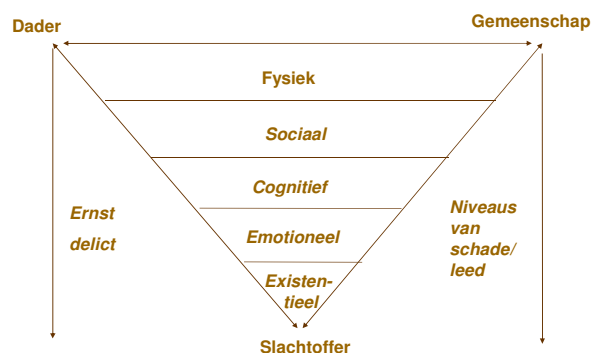 Dader
Gemeenschap
Fysiek
Sociaal
Cognitief
Ernst
delict
Emotioneel
Niveaus
van
schade/
leed
Existen-
tieel
Slachtoffer